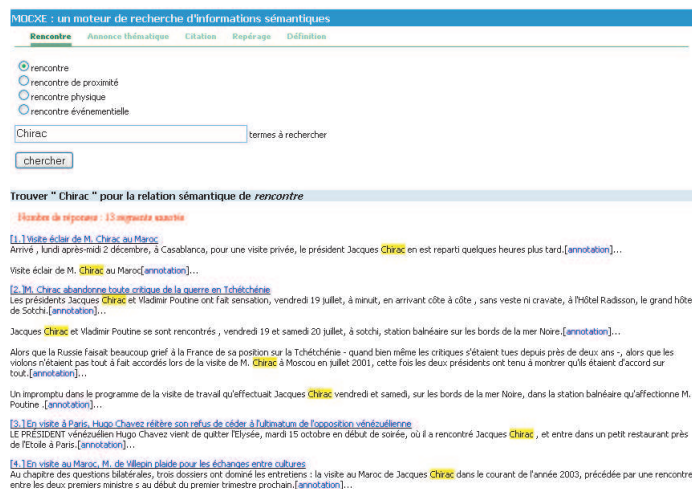 MOCXE : un moteur de recherche d'informations sémantiques
Rencontre Annonce thématique Citation Repérage Définition
rencontre
rencontre de proximité
rencontre physique
rencontre événementielle
Chirac termes à rechercher
chercher
Trouver " Chirac " pour la relation sémantique de rencontre
Nombre de réponses : 13 segments annotés
[1.] Visite éclair de M. Chirac au Maroc
Arrivé , lundi après-midi 2 décembre, à Casablanca, pour une visite privée, le président Jacques Chirac en est reparti quelques heures plus tard.[annotation]...
Visite éclair de M. Chirac au Maroc[annotation]...
[2.]M. Chirac abandonne toute critique de la guerre en Tchétchénie
Les présidents Jacques Chirac et Vladimir Poutine ont fait sensation, vendredi 19 juillet, à minuit, en arrivant côte à côte , sans veste ni cravate, à l'Hôtel Radisson, le grand hôte
de Sotchi.[annotation]...
Jacques Chirac et Vladimir Poutine se sont rencontrés , vendredi 19 et samedi 20 juillet, à sotchi, station balnéaire sur les bords de la mer Noire.[annotation]...
Alors que la Russie faisait beaucoup grief à la France de sa position sur la Tchétchénie - quand bien même les critiques s'étaient tues depuis près de deux ans -, alors que les
violons n'étaient pas tout à fait accordés lors de la visite de M. Chirac à Moscou en juillet 2001, cette fois les deux présidents ont tenu à montrer qu'ils étaient d'accord sur
tout.[annotation]...
Un impromptu dans le programme de la visite de travail qu'effectuait Jacques Chirac vendredi et samedi, sur les bords de la mer Noire, dans la station balnéaire qu'affectionne M.
Poutine .[annotation]...
[3.]En visite à Paris, Hugo Chavez réitère son refus de céder à l'ultimatum de l'opposition vénézuélienne
LE PRÉSIDENT vénézuélien Hugo Chavez vient de quitter l'Elysée, mardi 15 octobre en début de soirée, où il a rencontré Jacques Chirac , et entre dans un petit restaurant près
de l'Etoile à Paris.[annotation]...
[4.]En visite au Maroc, M. de Villepin plaide pour les échanges entre cultures
Au chapitre des questions bilatérales, trois dossiers ont dominé les entretiens : la visite au Maroc de Jacques Chirac dans le courant de l'année 2003, précédée par une rencontre
entre les deux premiers ministre s au début du premier trimestre prochain.[annotation]...